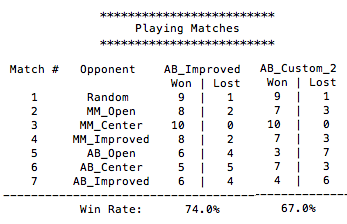 *************************
Playing Matches
*************************
Match #   Opponent   AB_Improved   AB_Custom_2
Won | Lost   Won | Lost
1   Random   9 | 1   9 | 1
2   MM_Open   8 | 2   7 | 3
3   MM_Center   10 | 0   10 | 0
4   MM_Improved   8 | 2   7 | 3
5   AB_Open   6 | 4   3 | 7
6   AB_Center   5 | 5   7 | 3
7   AB_Improved   6 | 4   4 | 6
--------------------------------------------------
Win Rate:   74.0%   67.0%